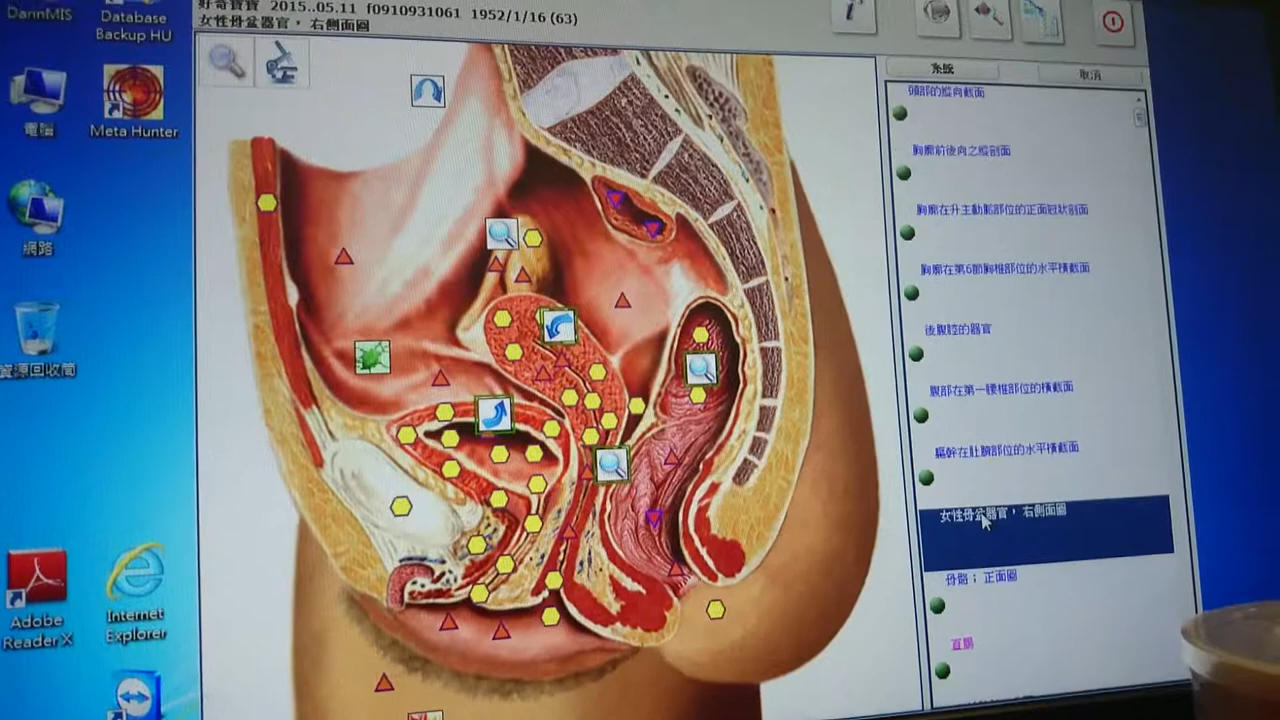 DarinMIS
Database
Backup HU
電腦
Meta Hunter
網路
資源回收筒
Adobe
Reader X
Internet
Explorer
好奇寶寶 2015..05.11 f0910931061 1952/1/16 (63)
女性骨盆器官， 右側面圖
系統
取消
頭部的縱向截面
胸廓前後向之縱剖面
胸廓在升主動脈部位的正面冠狀剖面
胸廓在第6節胸椎部位的水平橫截面
後腹腔的器官
腹部在第一腰椎部位的橫截面
軀幹在肚臍部位的水平橫截面
女性骨盆器官， 右側面圖
骨骼； 正面圖
直腸